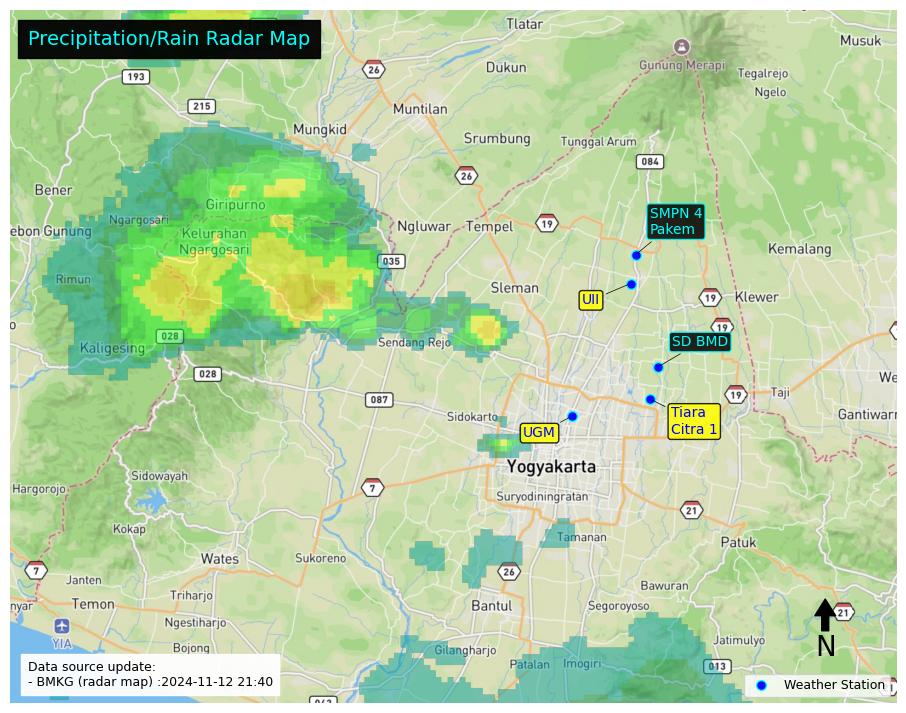 Precipitation/Rain Radar Map
Tlatar
Musuk
Gunung Merapi
193
26
Dukun
Tegalrejo
Ngelo
215
Muntilan
Mungkid
Srumbung
Tunggal Arum
084
26
Bener
Giripurno
SMPN 4
Pakem
Ngargosari
ebon Gunung
Kelurahan
Ngargosari
Ngluwar
Tempel
19
Kemalang
035
Rimun
Sleman
UII
19
Klewer
028
Kaligesing
Sendang Rejo
19
SD BMD
028
087
Taji
We
19
Gantiwarn
Sidokarto
UGM
Tiara
Citra 1
Yogyakarta
Sidowayah
Hargorojo
7
Suryodiningratan
21
Kokap
Tamanan
Patuk
Wates
Sukoreno
7
Janten
26
Bawuran
Triharjo
nyar
Temon
Bantul
Segoroyoso
21
Ngestiharjo
YIA
Jatimulyo
N
Bojong
Gilangharjo
Patalan
Imogiri
013
Data source update:
- BMKG (radar map) :2024-11-12 21:40
Weather Station